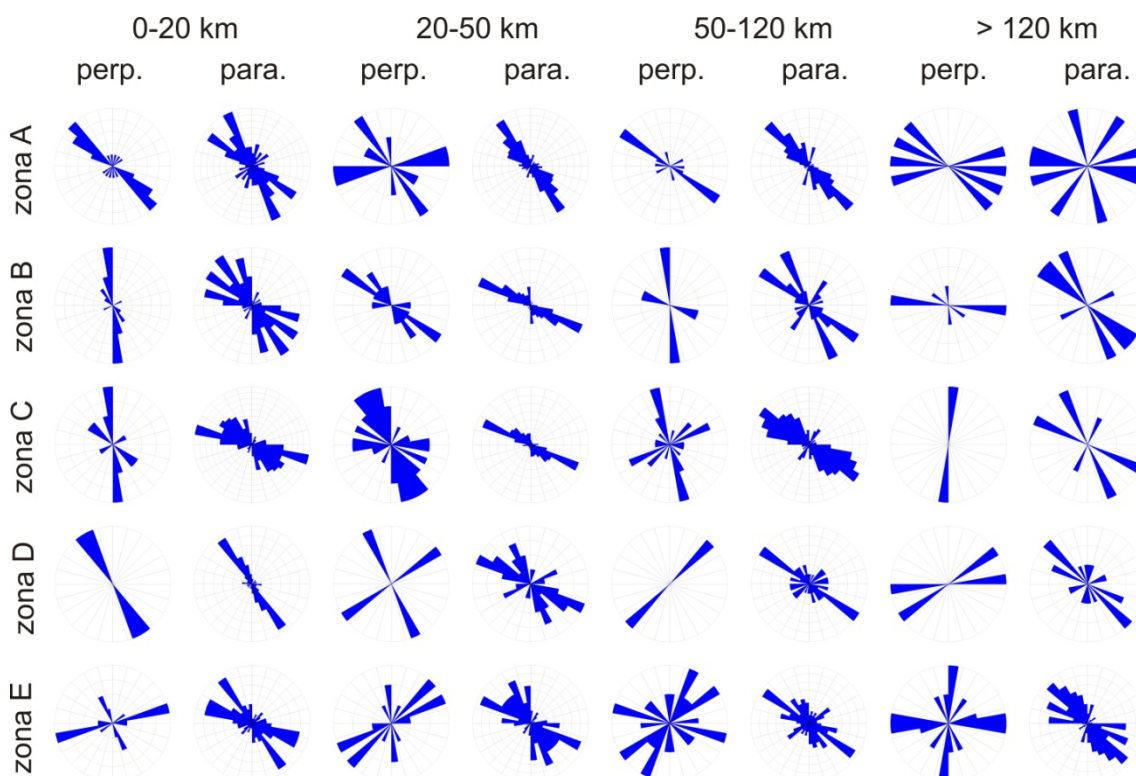 0-20 km 20-50 km 50-120 km > 120 km
perp. para. perp. para. perp. para. perp. para.
zona A
zona B
zona C
zona D
zona E